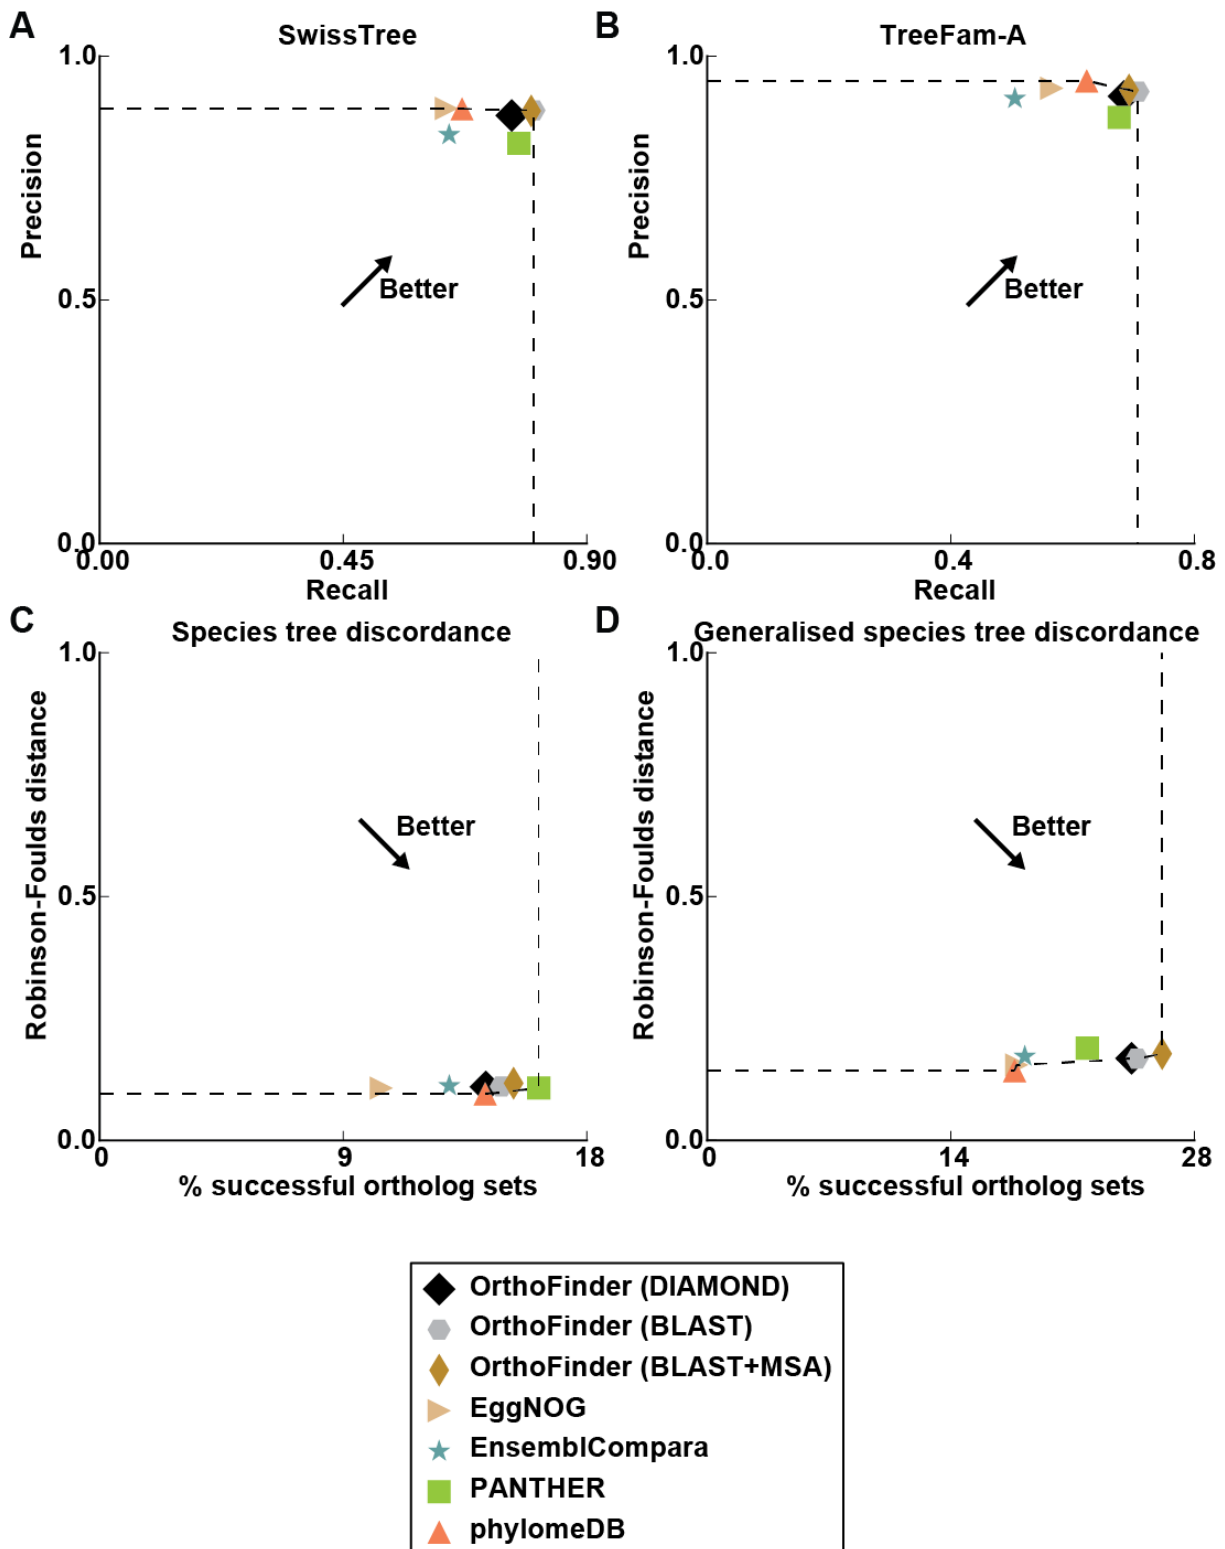 A
SwissTree
1.0
Precision
0.5
Better
0.0
0.00
0.45
0.90
Recall
B
TreeFam-A
1.0
Precision
0.5
Better
0.0
0.0
0.4
0.8
Recall
C
Species tree discordance
1.0
Robinson-Foulds distance
Better
0.5
0.0
0
9
18
% successful ortholog sets
D
Generalised species tree discordance
1.0
Robinson-Foulds distance
Better
0.5
0.0
0
14
28
% successful ortholog sets
OrthoFinder (DIAMOND)
OrthoFinder (BLAST)
OrthoFinder (BLAST+MSA)
EggNOG
EnsemblCompara
PANTHER
phylomeDB